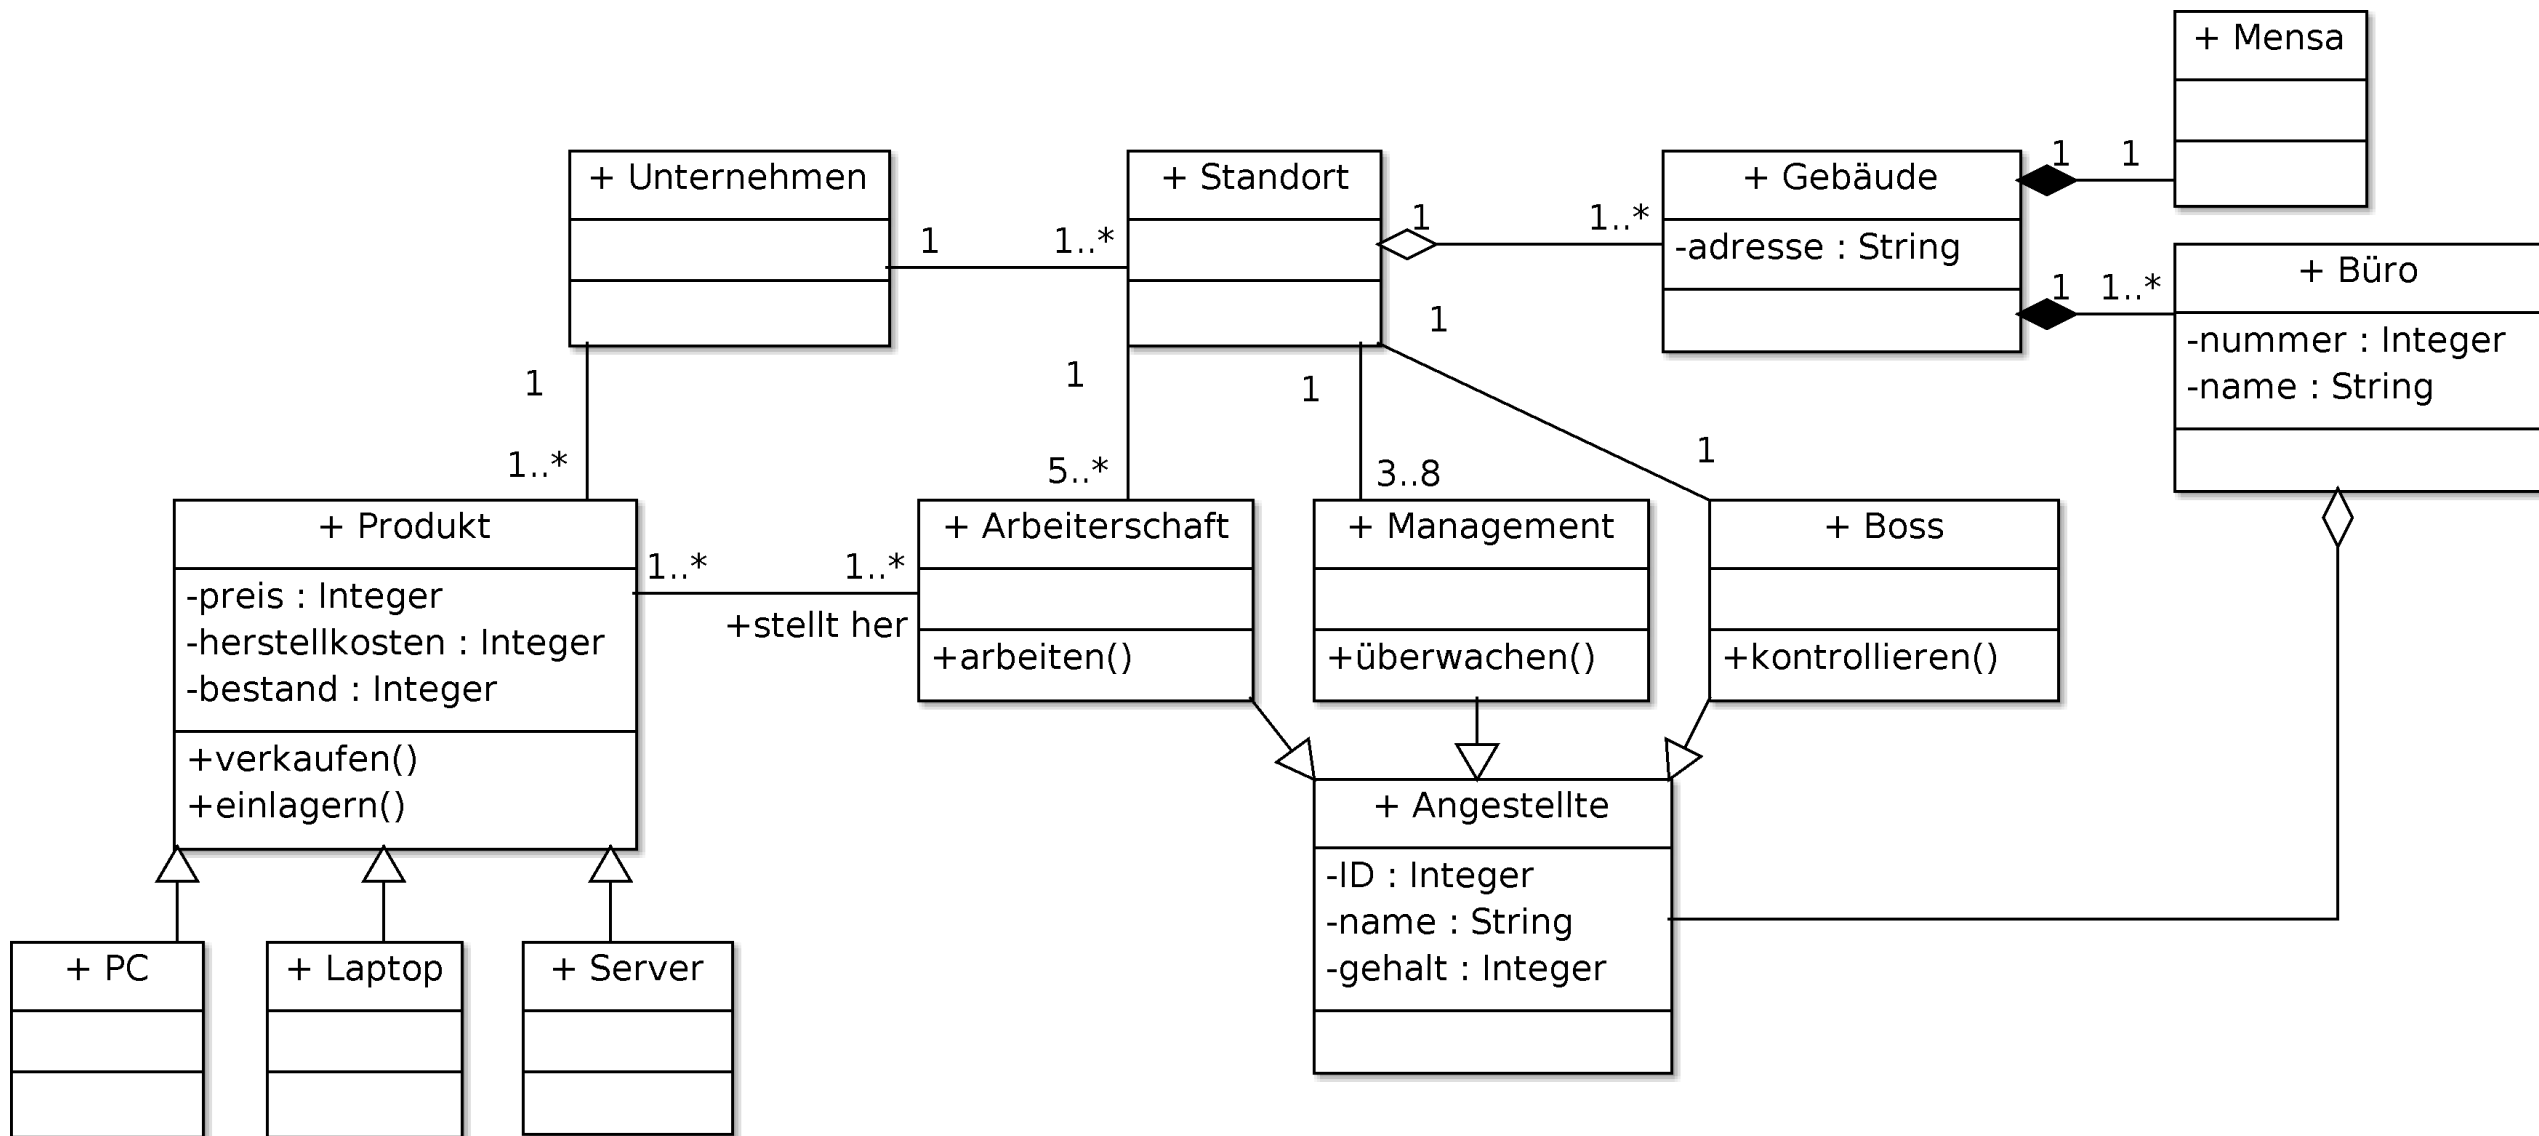 + Mensa
+ Unternehmen
+ Standort
+ Gebäude
1
1
1
1..*
1
1..*
-adresse : String
+ Büro
1
1..*
-nummer : Integer
-name : String
1
1
1
1
1..*
5..*
3..8
1
+ Produkt
-preis : Integer
-herstellkosten : Integer
-bestand : Integer
+verkaufen()
+einlagern()
1..*
1..*
+stellt her
+ Arbeiterschaft
+arbeiten()
+ Management
+überwachen()
+ Boss
+kontrollieren()
+ Angestellte
-ID : Integer
-name : String
-gehalt : Integer
+ PC
+ Laptop
+ Server